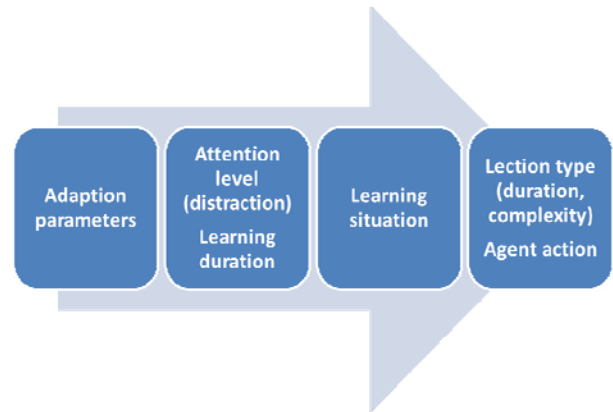 Adaption
parameters
Attention
level
(distraction)
Learning
duration
Learning
situation
Lection type
(duration,
complexity)
Agent action